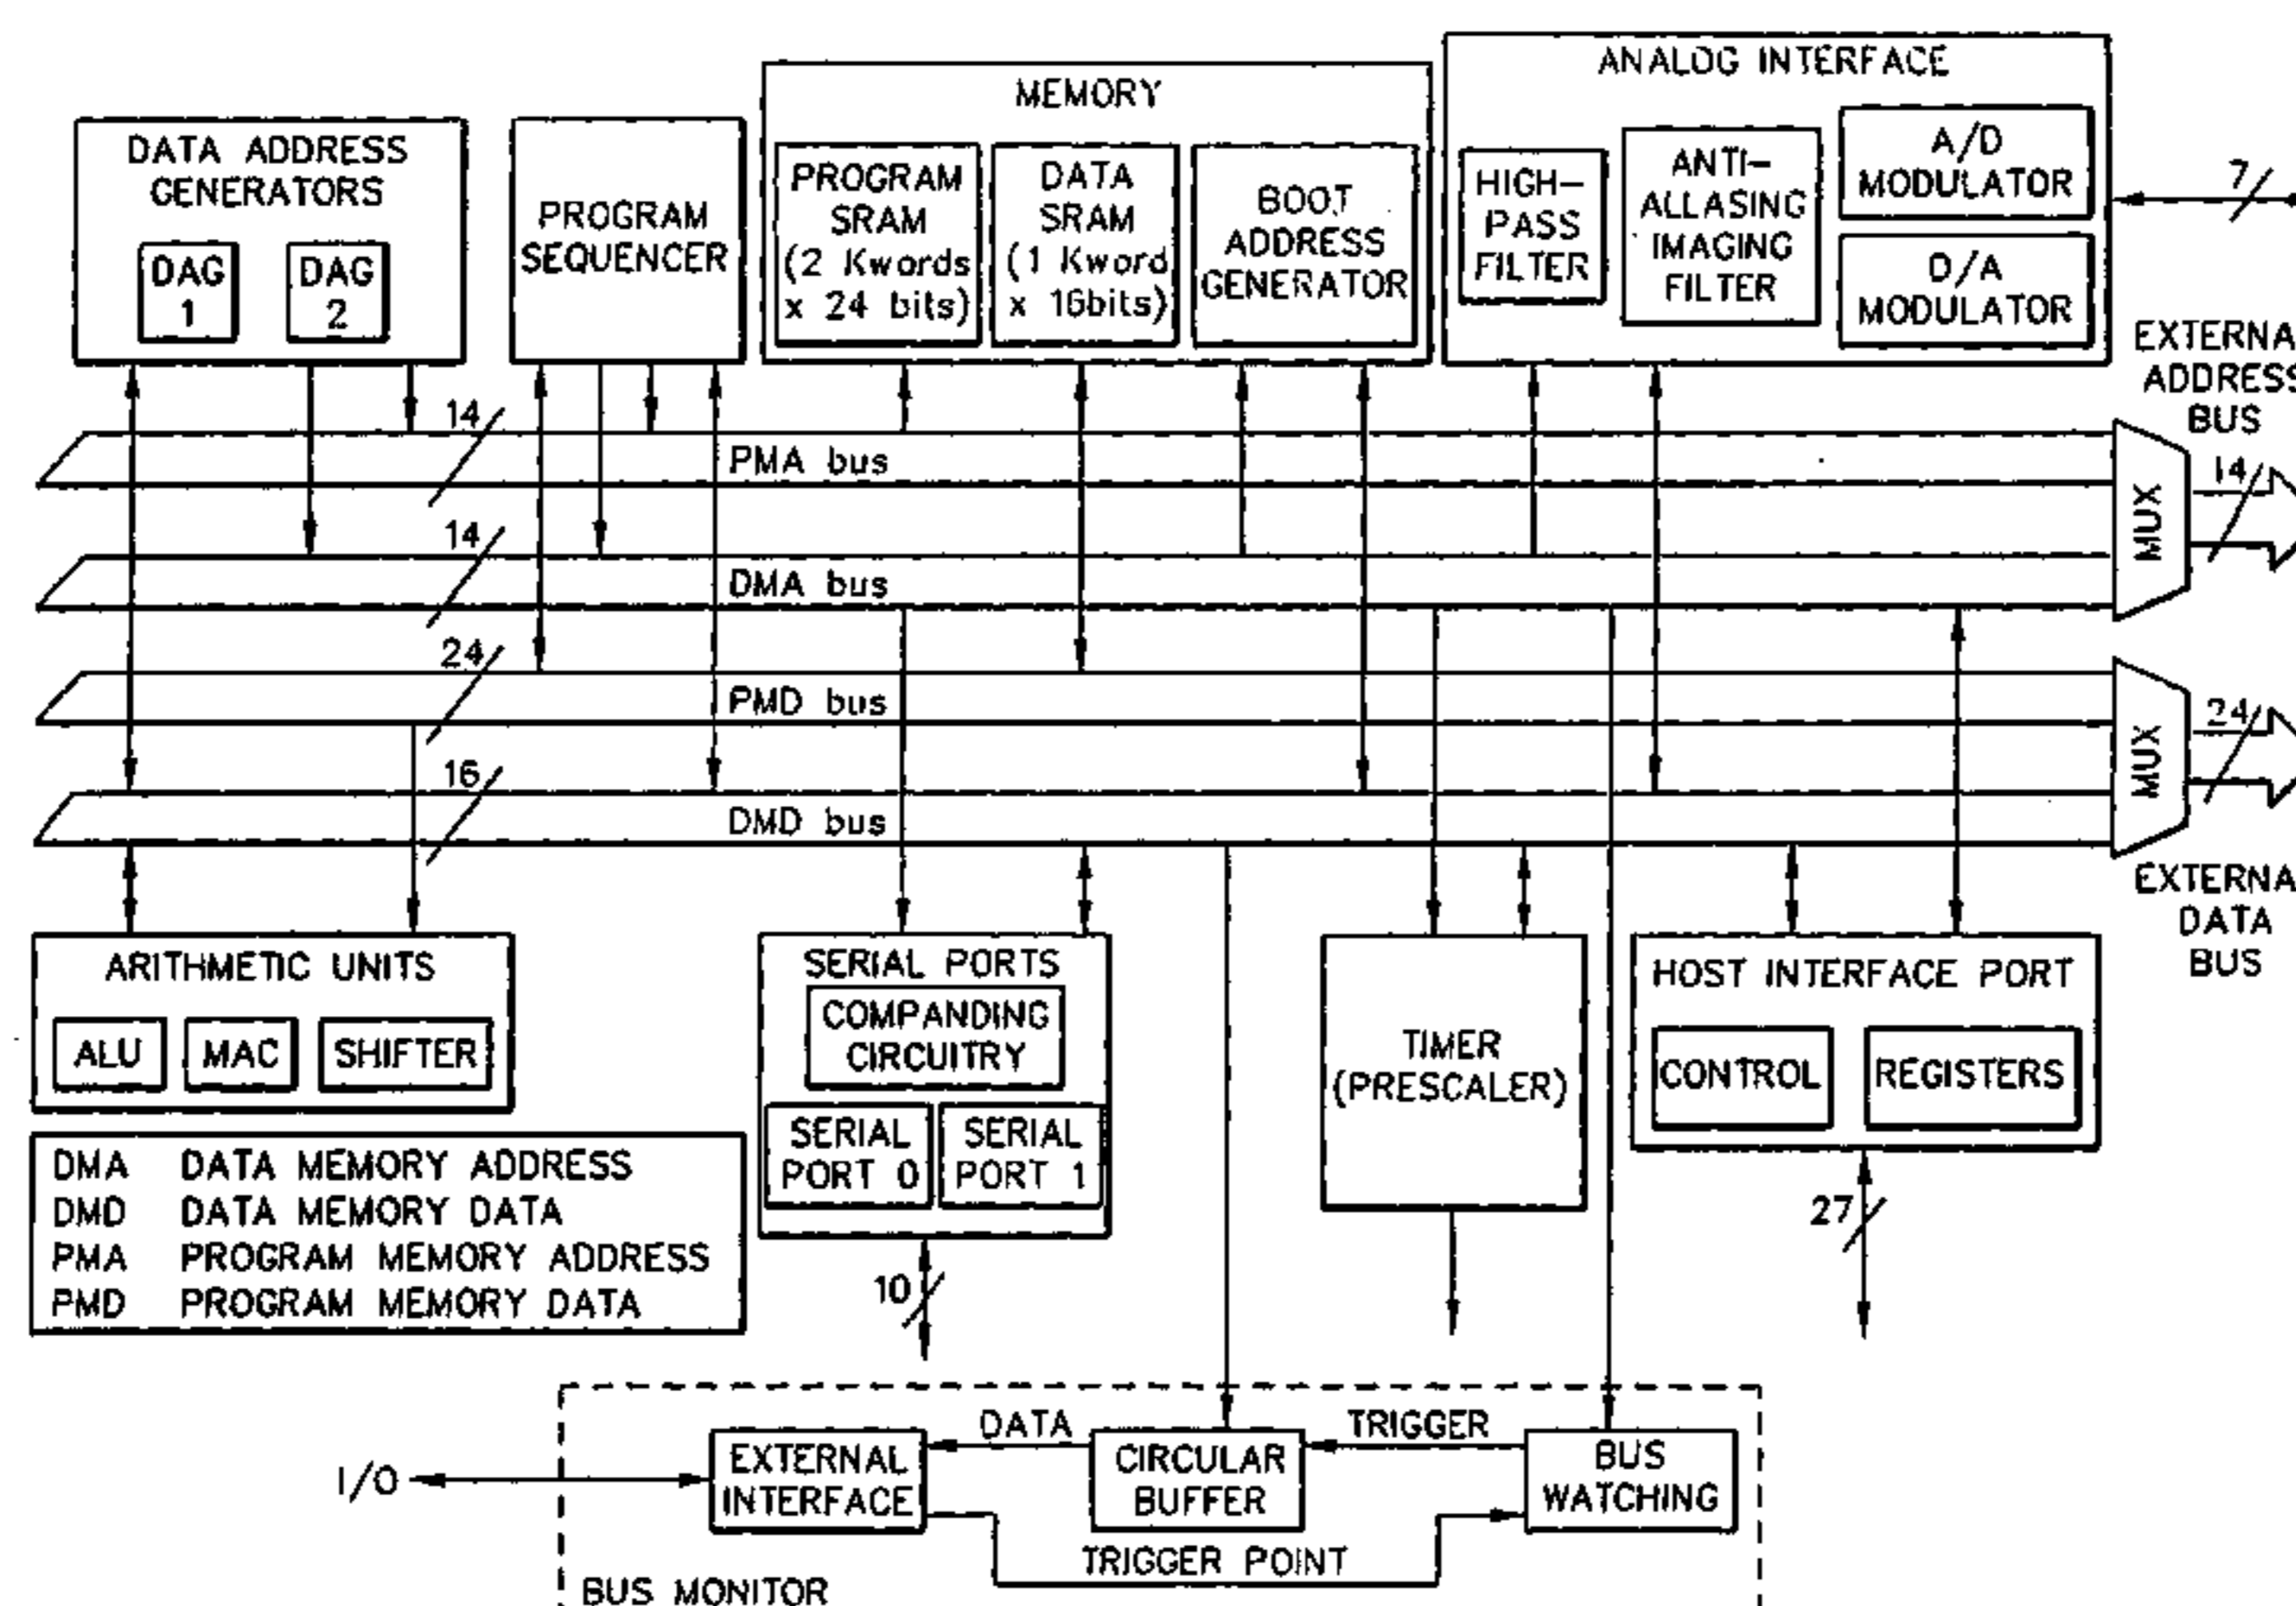 DATA ADDRESS
GENERATORS
DAG
1
DAG
2
PROGRAM
SEQUENCER
MEMORY
PROGRAM
SRAM
(2 Kwords
x 24 bits)
DATA
SRAM
(1 Kword
x 16bits)
BOOT
ADDRESS
GENERATOR
ANALOG INTERFACE
HIGH-
PASS
FILTER
ANTI-
ALLASING
IMAGING
FILTER
A/D
MODULATOR
D/A
MODULATOR
7
EXTERNA
ADDRESS
BUS
14
PMA bus
14
DMA bus
24
PMD bus
16
DMD bus
MUX
14
MUX
24
EXTERNA
DATA
BUS
ARITHMETIC UNITS
ALU
MAC
SHIFTER
SERIAL PORTS
COMPANDING
CIRCUITRY
SERIAL
PORT 0
SERIAL
PORT 1
10
TIMER
(PRESCALER)
HOST INTERFACE PORT
CONTROL
REGISTERS
27
DMA DATA MEMORY ADDRESS
DMD DATA MEMORY DATA
PMA PROGRAM MEMORY ADDRESS
PMD PROGRAM MEMORY DATA
I/O
EXTERNAL
INTERFACE
DATA
CIRCULAR
BUFFER
TRIGGER
BUS
WATCHING
TRIGGER POINT
BUS MONITOR